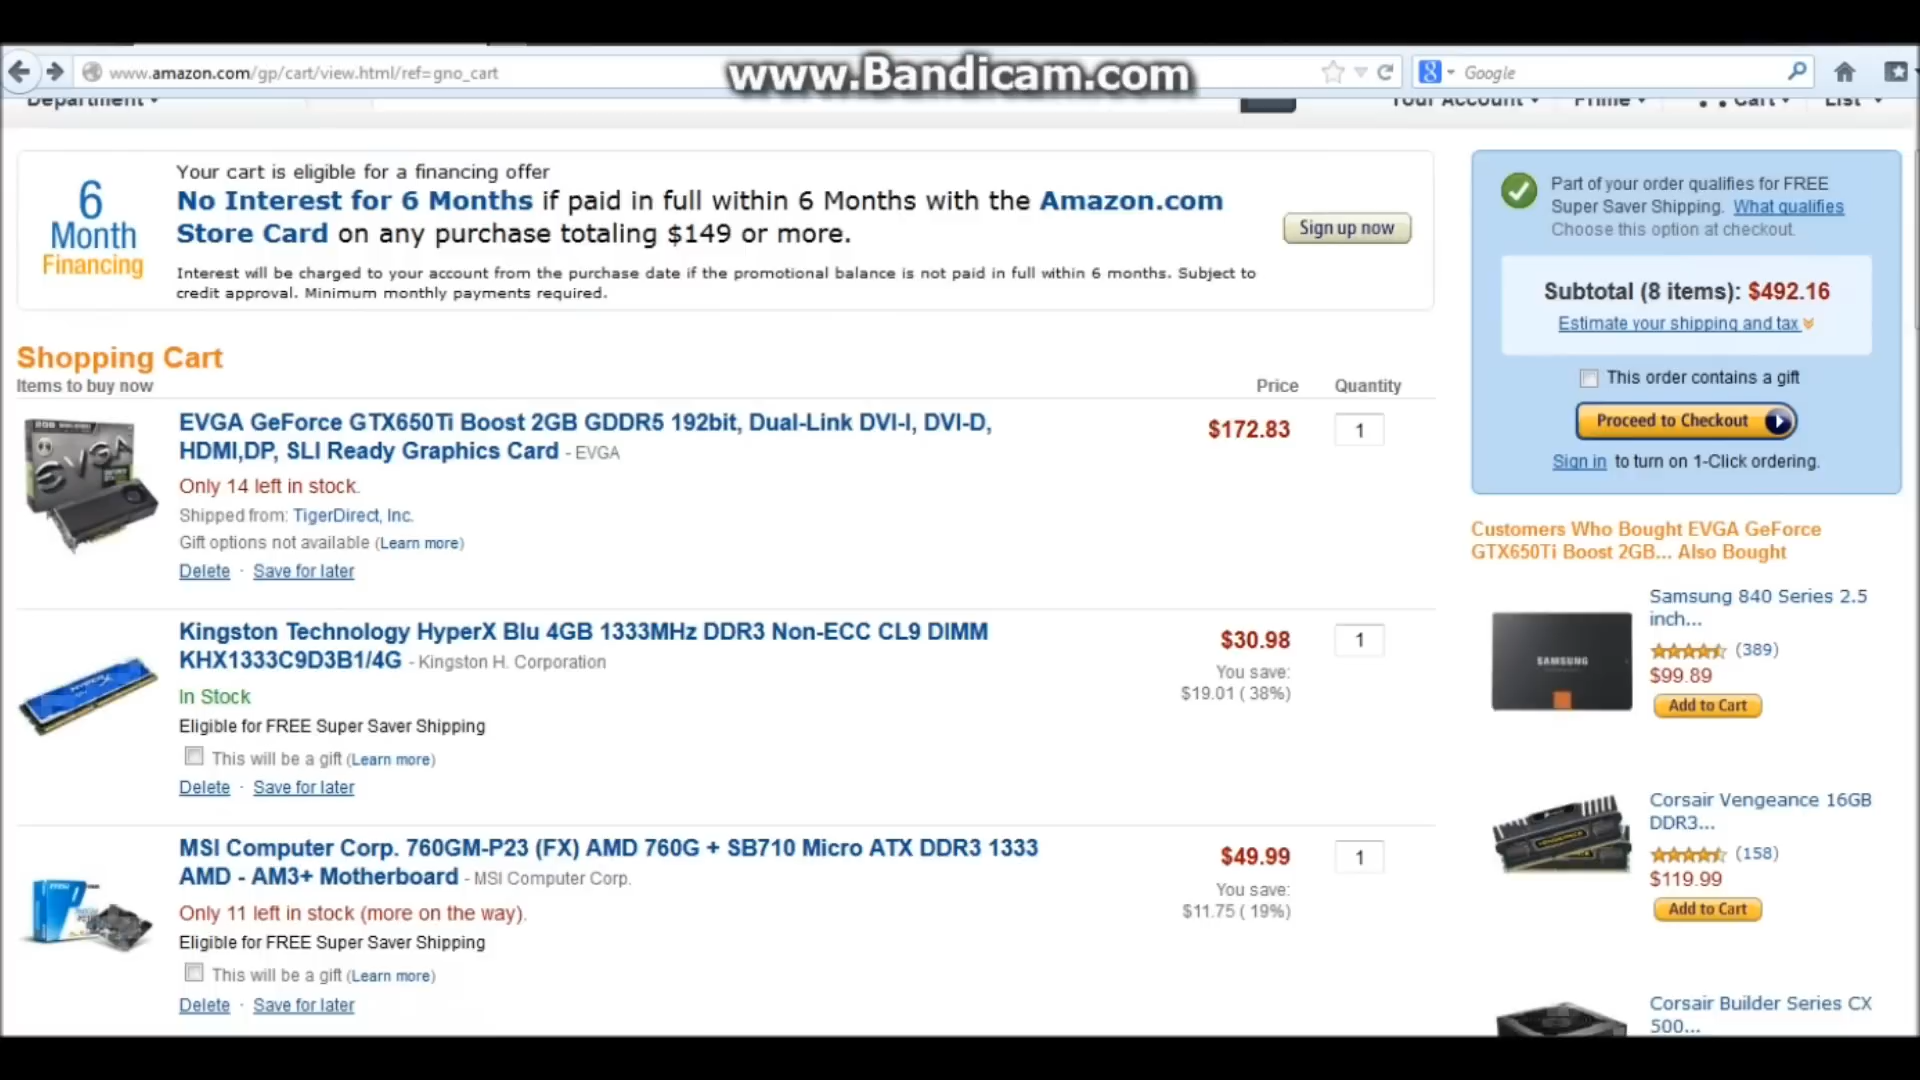 www.amazon.com/gp/cart/view.html/ref=gno_cart
www.Bandicam.com
Google
Department
Your Account
Prime
Cart
List
6
Month
Financing
Your cart is eligible for a financing offer
No Interest for 6 Months if paid in full within 6 Months with the Amazon.com
Store Card on any purchase totaling $149 or more.
Interest will be charged to your account from the purchase date if the promotional balance is not paid in full within 6 months. Subject to
credit approval. Minimum monthly payments required.
Sign up now
Part of your order qualifies for FREE
Super Saver Shipping. What qualifies
Choose this option at checkout.
Subtotal (8 items): $492.16
Estimate your shipping and tax
This order contains a gift
Proceed to Checkout
Sign in to turn on 1-Click ordering.
Shopping Cart
Items to buy now
Price Quantity
EVGA GeForce GTX650Ti Boost 2GB GDDR5 192bit, Dual-Link DVI-I, DVI-D,
HDMI,DP, SLI Ready Graphics Card - EVGA
$172.83 1
Only 14 left in stock.
Shipped from: TigerDirect, Inc.
Gift options not available (Learn more)
Delete · Save for later
EVGA
Kingston Technology HyperX Blu 4GB 1333MHz DDR3 Non-ECC CL9 DIMM
KHX1333C9D3B1/4G - Kingston H. Corporation
$30.98 1
You save:
$19.01 ( 38%)
In Stock
Eligible for FREE Super Saver Shipping
This will be a gift (Learn more)
Delete · Save for later
MSI Computer Corp. 760GM-P23 (FX) AMD 760G + SB710 Micro ATX DDR3 1333
AMD - AM3+ Motherboard - MSI Computer Corp.
$49.99 1
You save:
$11.75 ( 19%)
Only 11 left in stock (more on the way).
Eligible for FREE Super Saver Shipping
This will be a gift (Learn more)
Delete · Save for later
Customers Who Bought EVGA GeForce
GTX650Ti Boost 2GB... Also Bought
SAMSUNG
Samsung 840 Series 2.5
inch...
(389)
$99.89
Add to Cart
Corsair Vengeance 16GB
DDR3...
(158)
$119.99
Add to Cart
Corsair Builder Series CX
500...